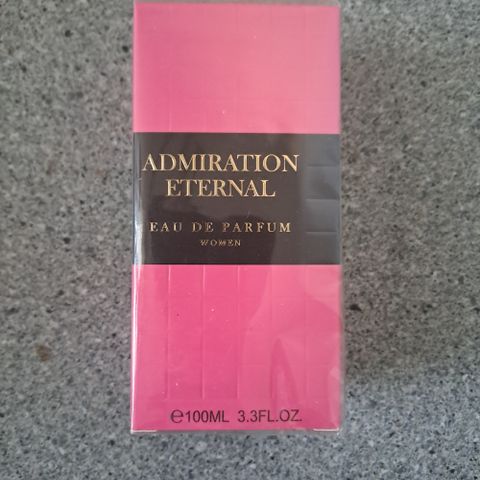 ADMIRATION
ETERNAL
EAU DE PARFUM
WOMEN
℮100ML 3.3FL.OZ.